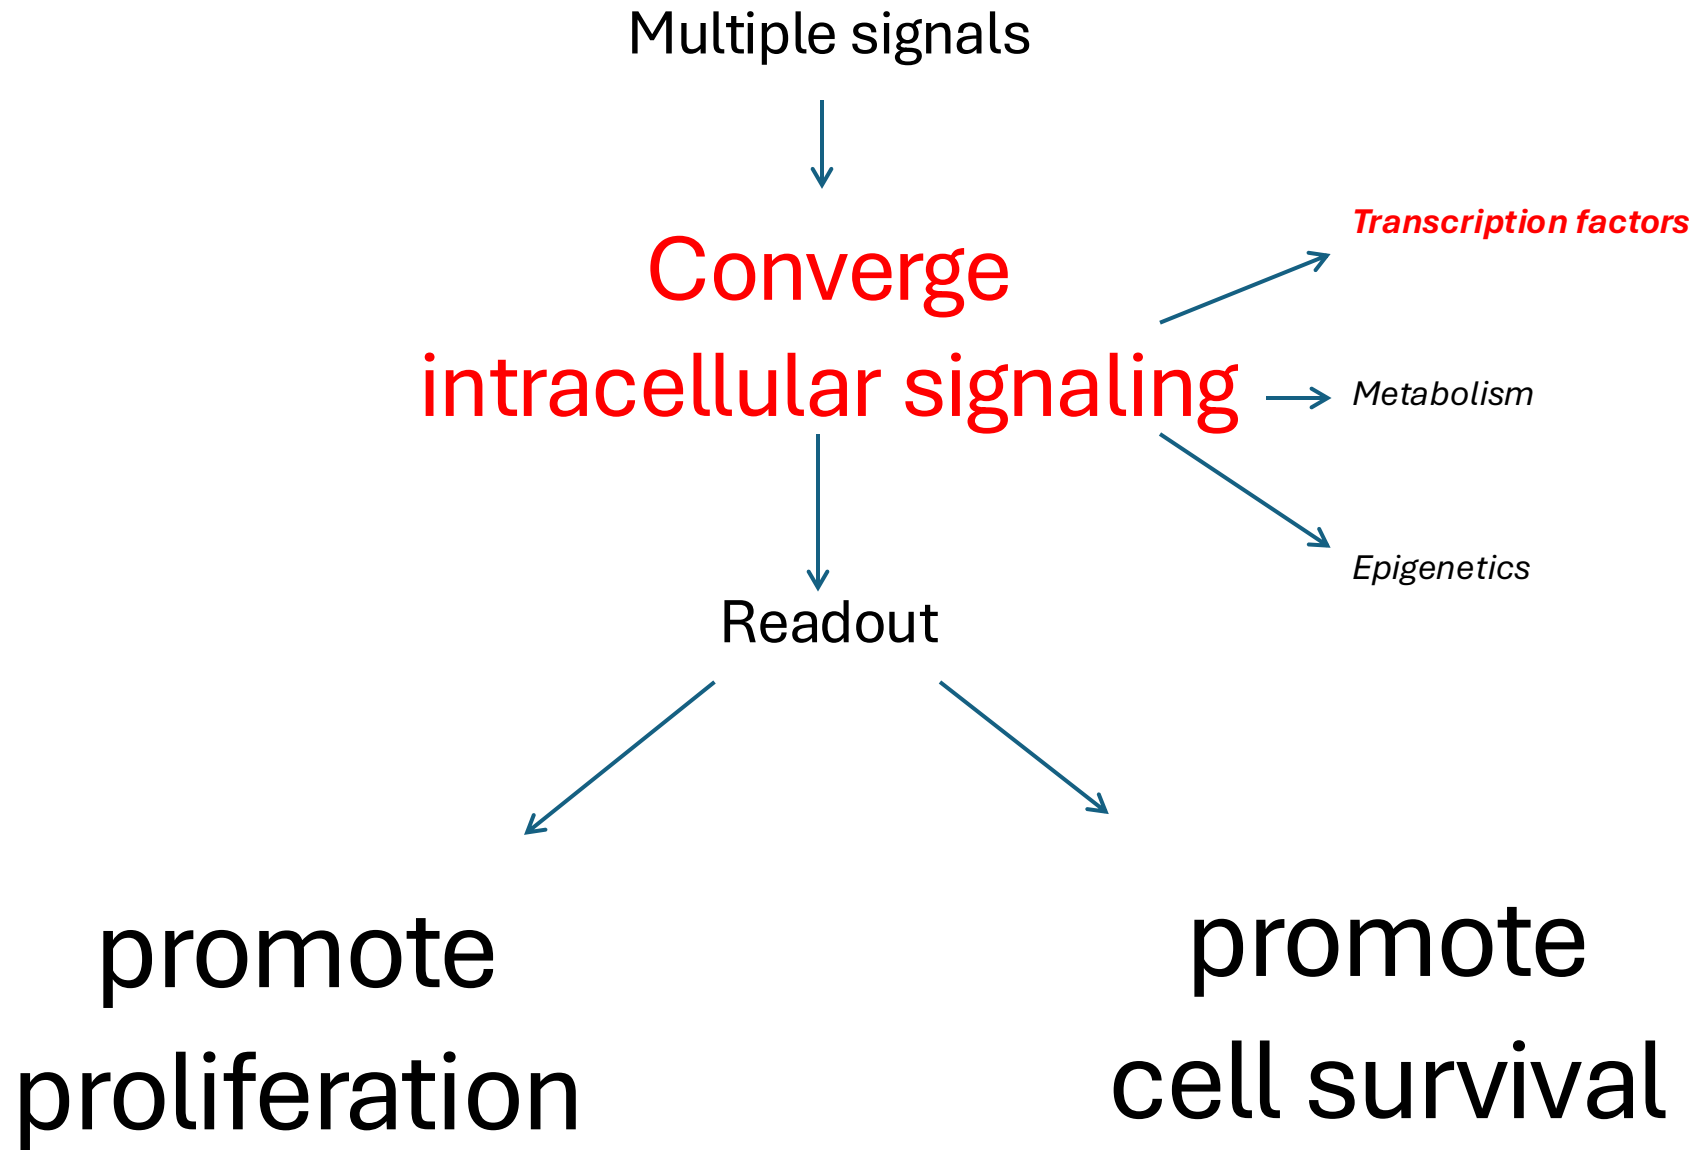 Multiple signals
Converge
intracellular signaling
Transcription factors
Metabolism
Epigenetics
Readout
promote
proliferation
promote
cell survival